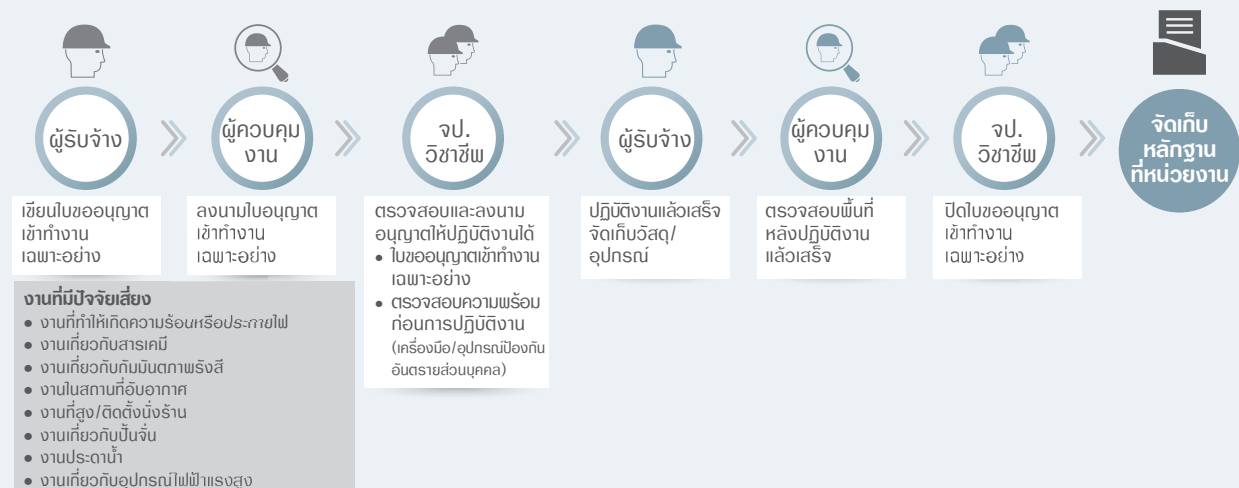 ผู้รับจ้าง
เขียนใบขออนุญาต
เข้าทำงาน
เฉพาะอย่าง
ผู้ควบคุม
งาน
ลงนามใบอนุญาต
เข้าทำงาน
เฉพาะอย่าง
จป.
วิชาชีพ
ตรวจสอบและลงนาม
อนุญาตให้ปฏิบัติงานได้
• ใบขออนุญาตเข้าทำงาน
เฉพาะอย่าง
• ตรวจสอบความพร้อม
ก่อนการปฏิบัติงาน
(เครื่องมือ/อุปกรณ์ป้องกัน
อันตรายส่วนบุคคล)
ผู้รับจ้าง
ปฏิบัติงานแล้วเสร็จ
จัดเก็บวัสดุ/
อุปกรณ์
ผู้ควบคุม
งาน
ตรวจสอบพื้นที่
หลังปฏิบัติงาน
แล้วเสร็จ
จป.
วิชาชีพ
ปิดใบขออนุญาต
เข้าทำงาน
เฉพาะอย่าง
จัดเก็บ
หลักฐาน
ที่หน่วยงาน
งานที่มีปัจจัยเสี่ยง
• งานที่ทำให้เกิดความร้อนหรือประกายไฟ
• งานเกี่ยวกับสารเคมี
• งานเกี่ยวกับกัมมันตภาพรังสี
• งานในสถานที่อับอากาศ
• งานที่สูง/ติดตั้งนั่งร้าน
• งานเกี่ยวกับปั้นจั่น
• งานประดาน้ำ
• งานเกี่ยวกับอุปกรณ์ไฟฟ้าแรงสูง